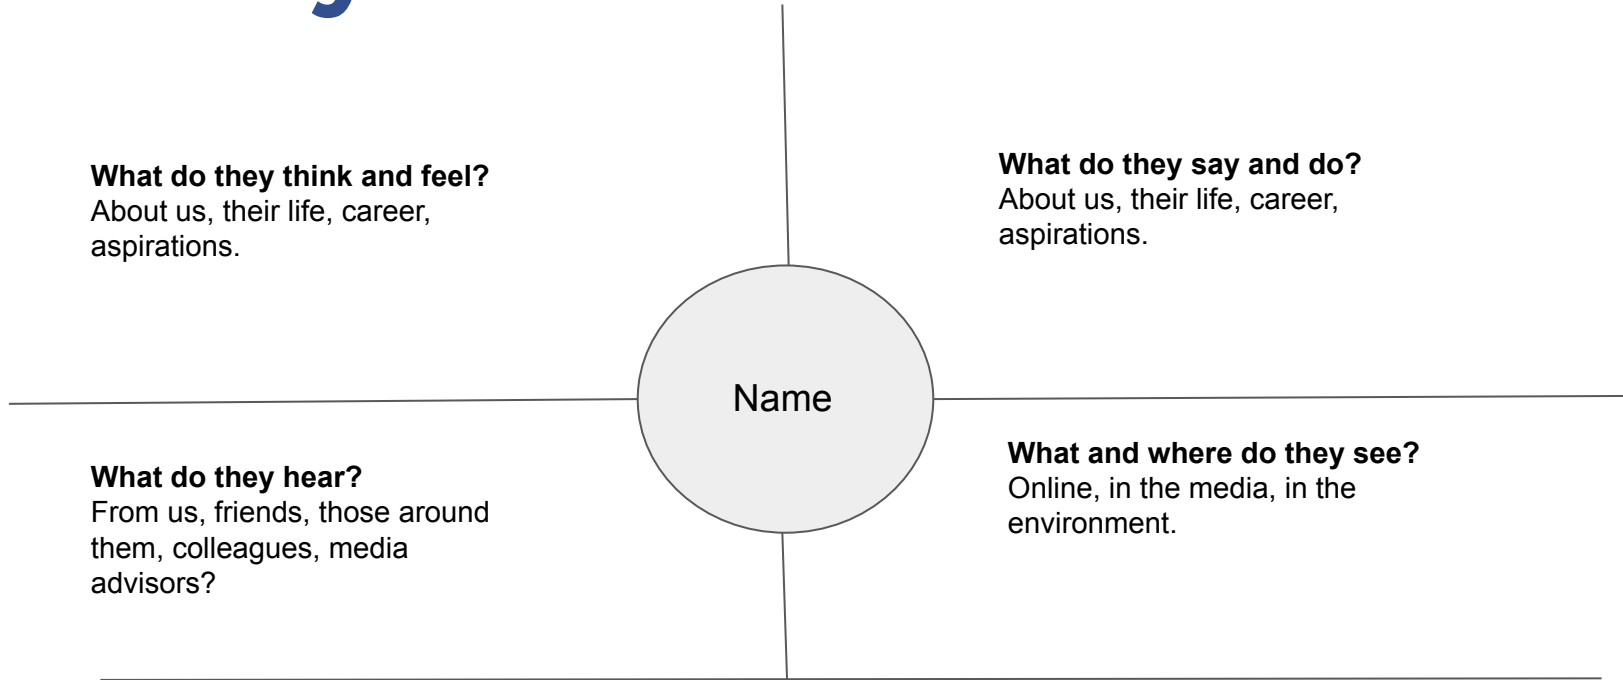 What do they think and feel?
About us, their life, career,
aspirations.
What do they say and do?
About us, their life, career,
aspirations.
Name
What do they hear?
From us, friends, those around
them, colleagues, media
advisors?
What and where do they see?
Online, in the media, in the
environment.